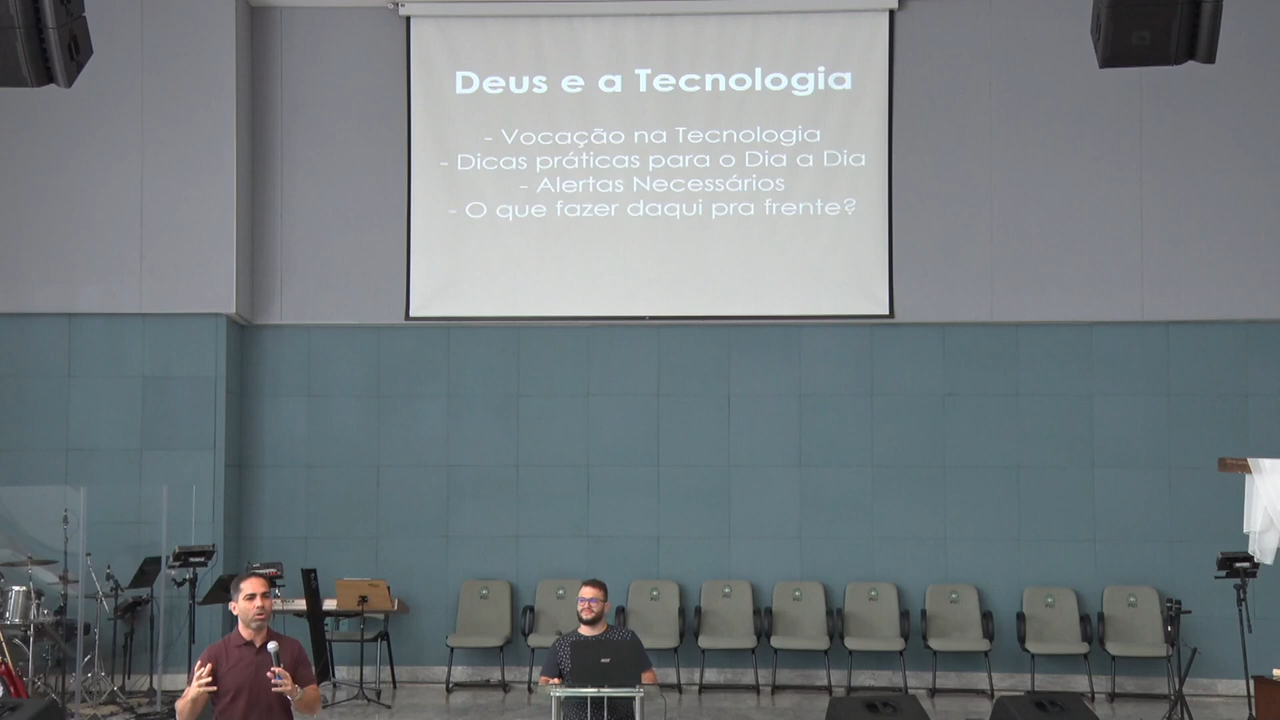 Deus e a Tecnologia
- Vocação na Tecnologia
- Dicas práticas para o Dia a Dia
- Alertas Necessários
- O que fazer daqui pra frente?